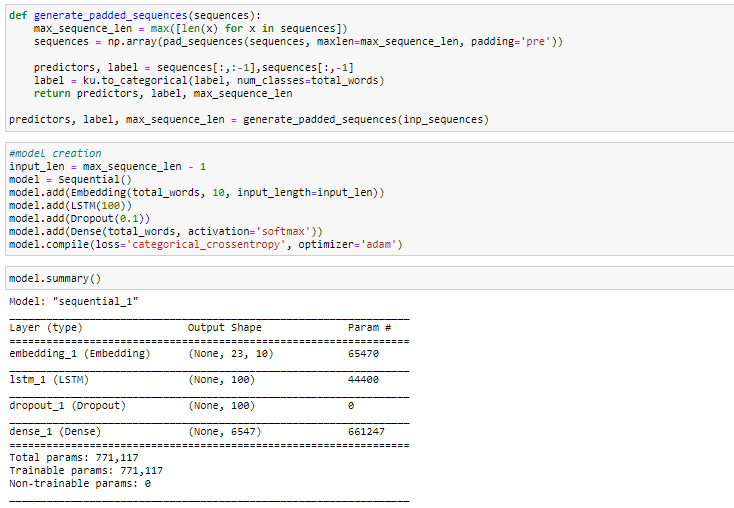 def generate_padded_sequences(sequences):
    max_sequence_len = max([len(x) for x in sequences])
    sequences = np.array(pad_sequences(sequences, maxlen=max_sequence_len, padding='pre'))

    predictors, label = sequences[:,:-1],sequences[:,-1]
    label = ku.to_categorical(label, num_classes=total_words)
    return predictors, label, max_sequence_len

predictors, label, max_sequence_len = generate_padded_sequences(inp_sequences)
#model creation
input_len = max_sequence_len - 1
model = Sequential()
model.add(Embedding(total_words, 10, input_length=input_len))
model.add(LSTM(100))
model.add(Dropout(0.1))
model.add(Dense(total_words, activation='softmax'))
model.compile(loss='categorical_crossentropy', optimizer='adam')
model.summary()
Model: "sequential_1"
_________________________________________________________________
Layer (type)                 Output Shape              Param #
=================================================================
embedding_1 (Embedding)      (None, 23, 10)            65470
_________________________________________________________________
lstm_1 (LSTM)                (None, 100)               44400
_________________________________________________________________
dropout_1 (Dropout)          (None, 100)               0
_________________________________________________________________
dense_1 (Dense)              (None, 6547)              661247
=================================================================
Total params: 771,117
Trainable params: 771,117
Non-trainable params: 0
_________________________________________________________________